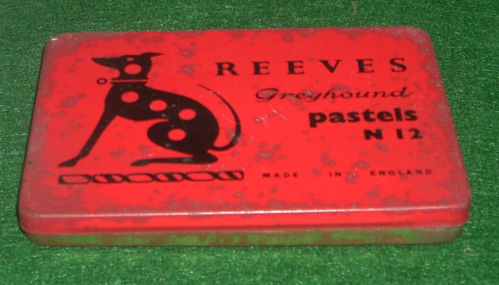 REEVES
Greyhound
pastels
N 12
MADE IN ENGLAND